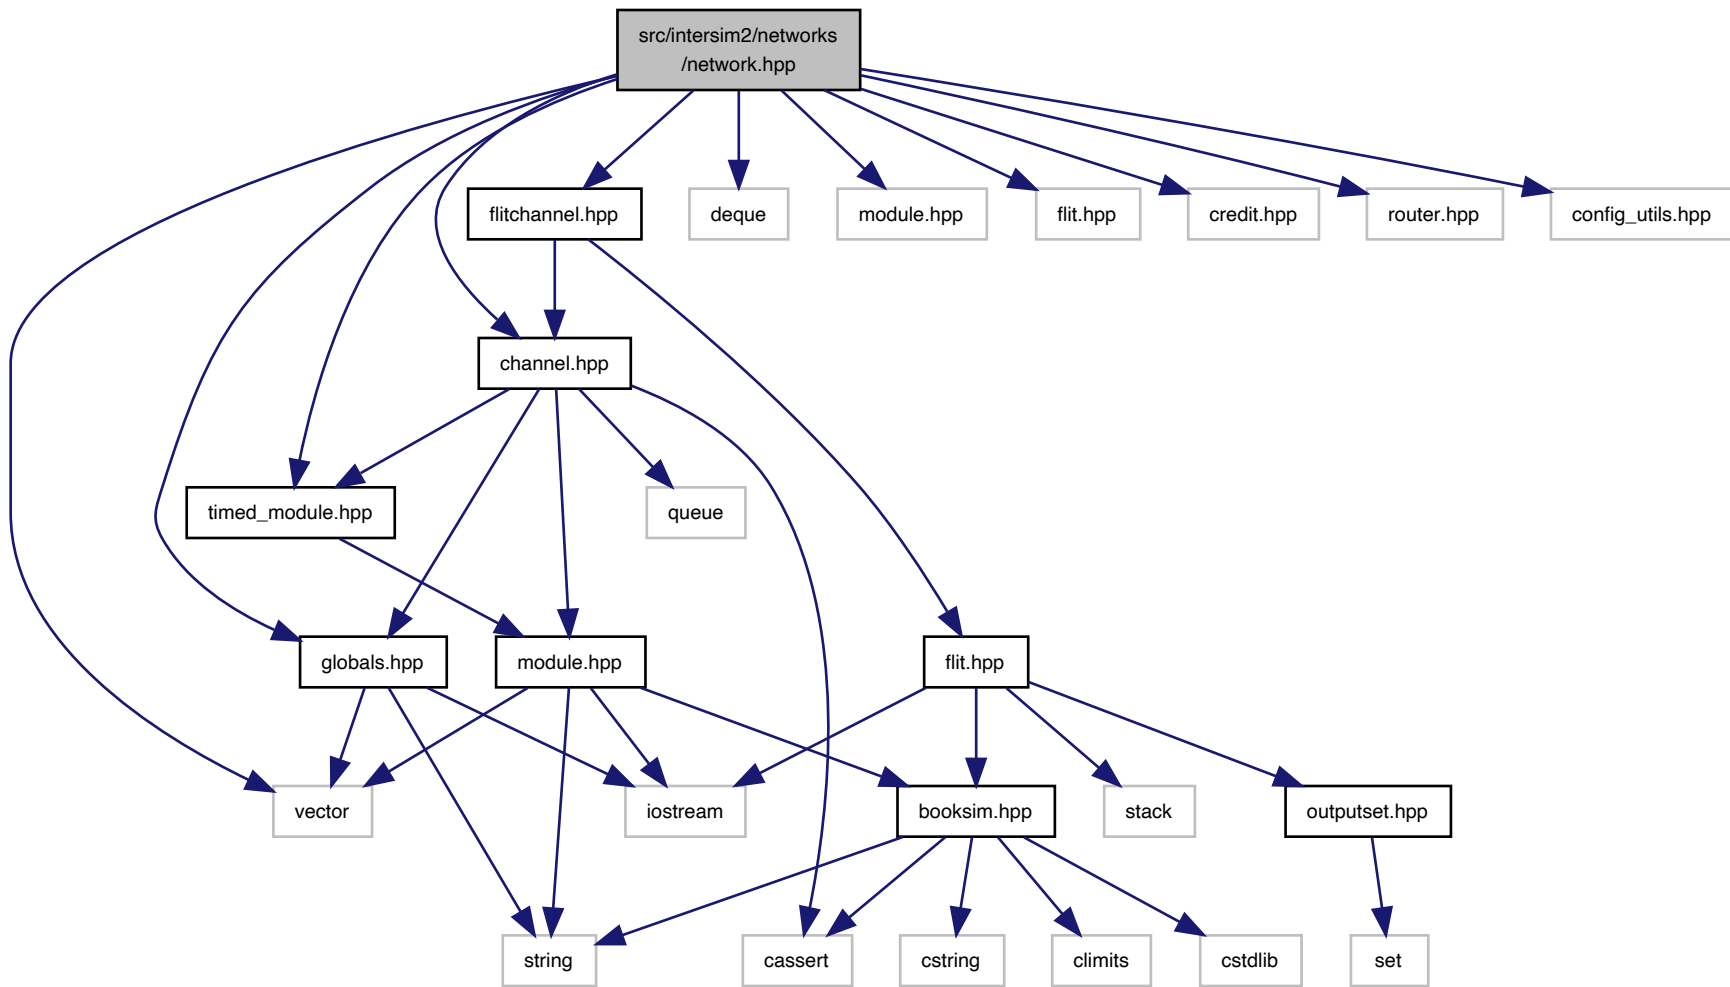 src/intersim2/networks
/network.hpp
flitchannel.hpp
deque
module.hpp
flit.hpp
credit.hpp
router.hpp
config_utils.hpp
channel.hpp
timed_module.hpp
queue
globals.hpp
module.hpp
flit.hpp
vector
iostream
booksim.hpp
stack
outputset.hpp
string
cassert
cstring
climits
cstdlib
set